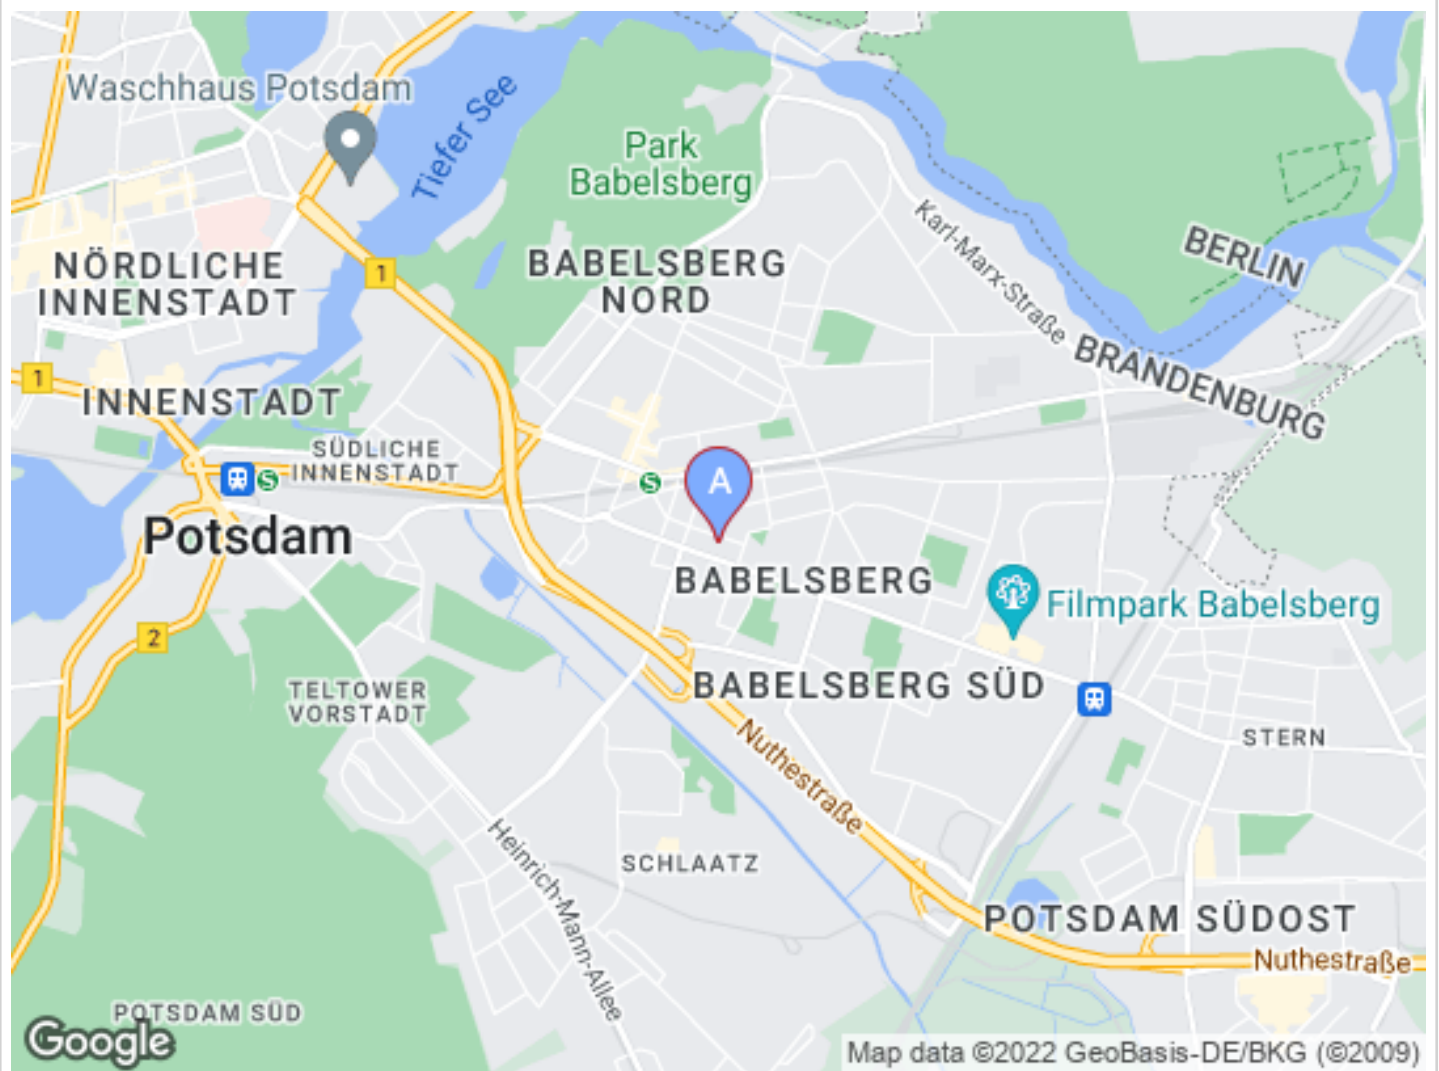 Waschhaus Potsdam
Tiefer See
Park
Babelsberg
Karl-Marx-Straße
BERLIN
NÖRDLICHE
INNENSTADT
1
BABELSBERG
NORD
BRANDENBURG
1
INNENSTADT
SÜDLICHE
INNENSTADT
S
S
A
Potsdam
BABELSBERG
Filmpark Babelsberg
2
TELTOWER
VORSTADT
BABELSBERG SÜD
STERN
Nuthestraße
Heinrich-Mann-Allee
SCHLAATZ
POTSDAM SÜDOST
Nuthestraße
POTSDAM SÜD
Google
Map data ©2022 GeoBasis-DE/BKG (©2009)